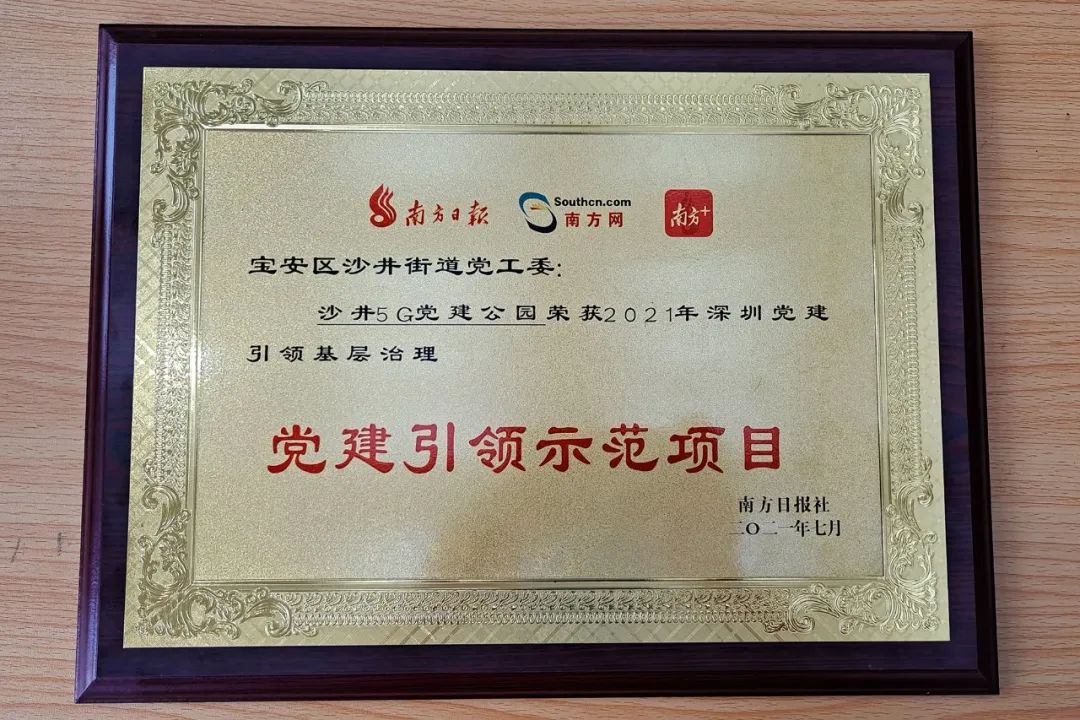 南方日报 Southcn.com 南方网 南方+
宝安区沙井街道党工委:
沙井5G党建公园荣获2021年深圳党建
引领基层治理
党建引领示范项目
南方日报社
二〇二一年七月